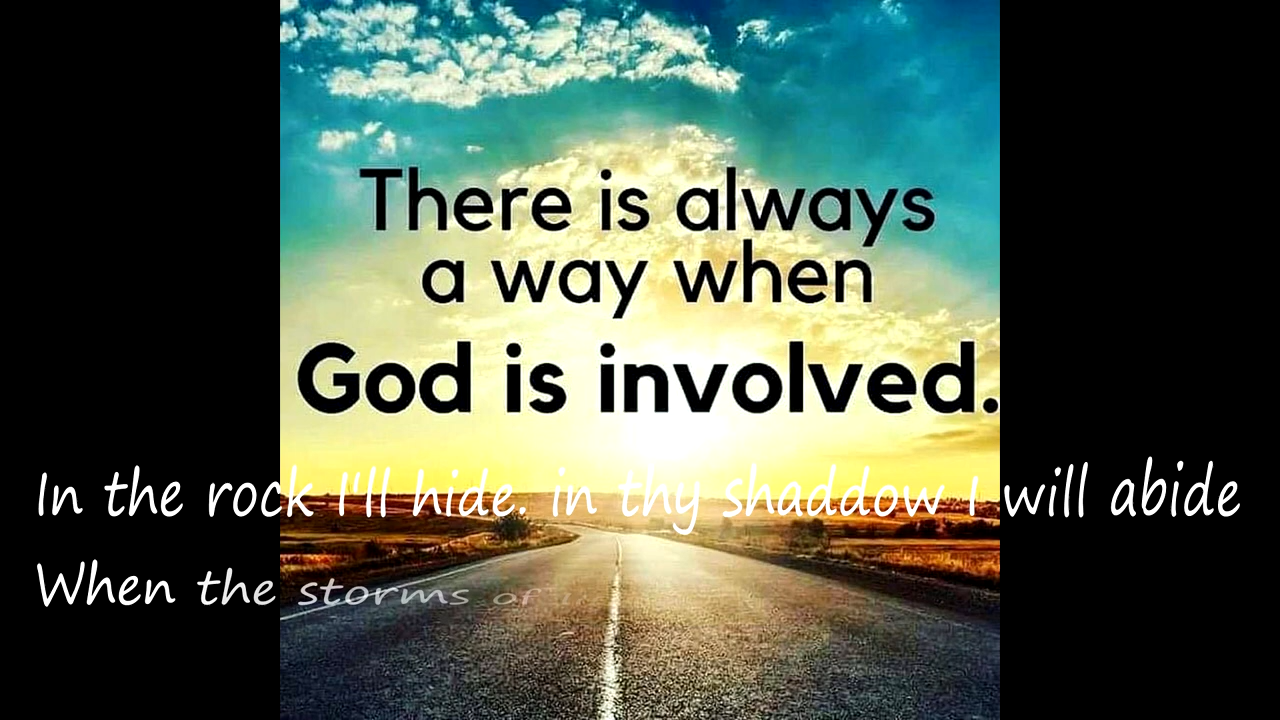 There is always
a way when
God is involved.
In the rock I'll hide. in thy shaddow I will abide
When the storms or